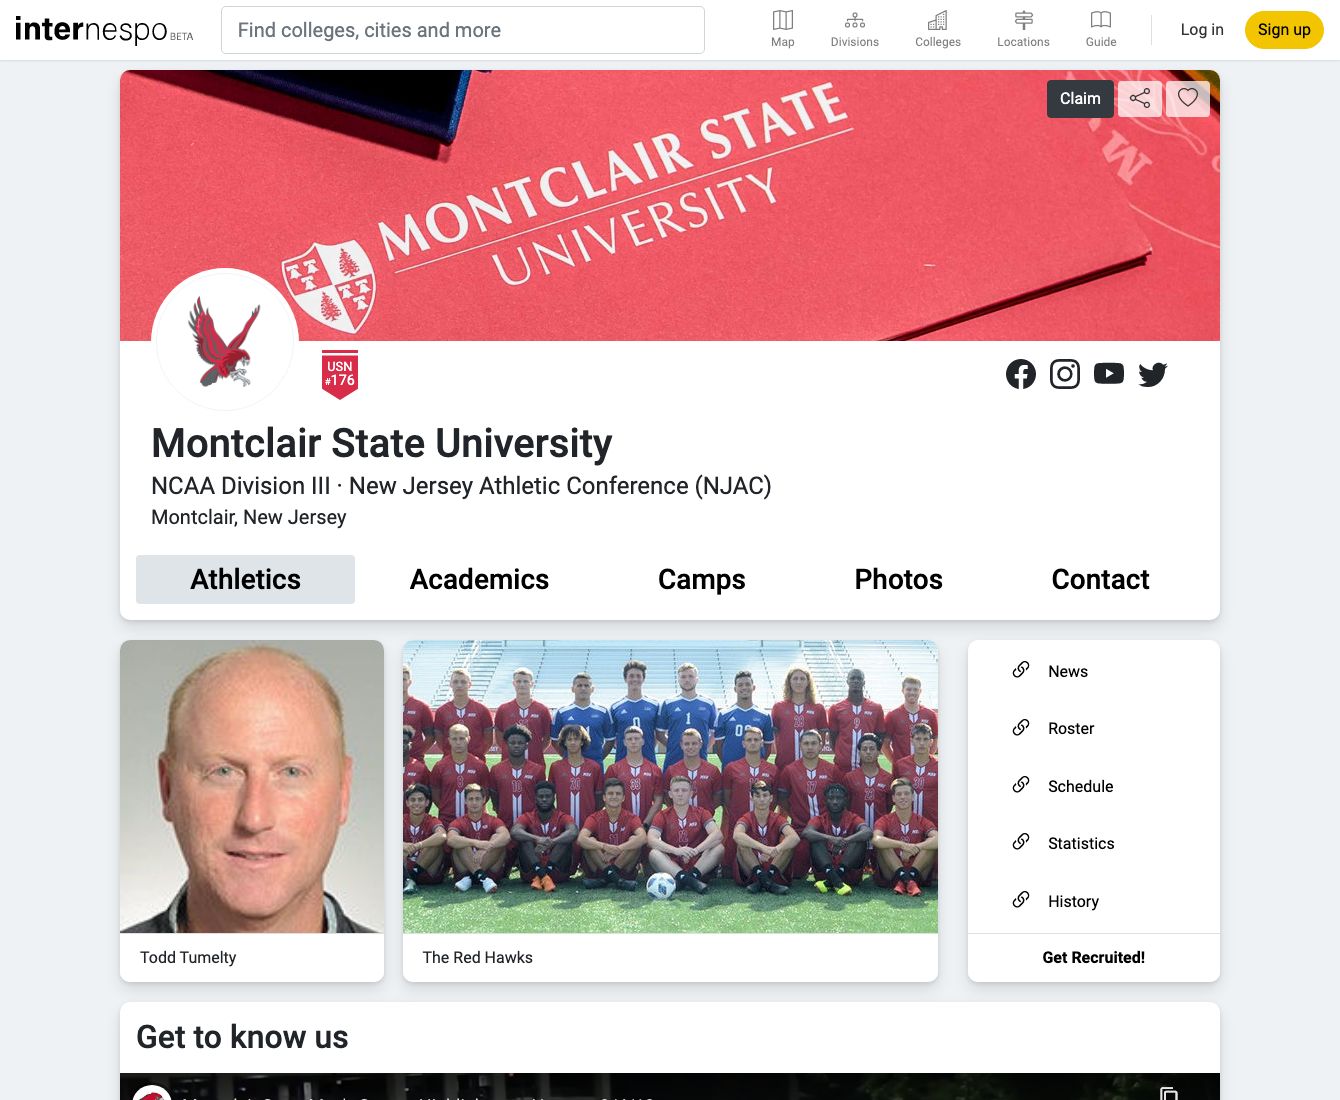 internespo BETA
Find colleges, cities and more
Map
Divisions
Colleges
Locations
Guide
Log in
Sign up
Claim
MONTCLAIR STATE
UNIVERSITY
USN
#176
Montclair State University
NCAA Division III · New Jersey Athletic Conference (NJAC)
Montclair, New Jersey
Athletics
Academics
Camps
Photos
Contact
News
Roster
Schedule
Statistics
History
Todd Tumelty
The Red Hawks
Get Recruited!
Get to know us